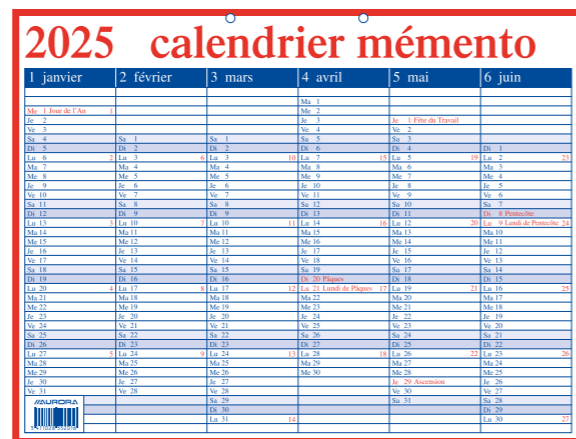 2025 calendrier mémento
1 janvier
Me 1 Jour de l'An 1
Je 2
Ve 3
Sa 4
Di 5
Lu 6 2
Ma 7
Me 8
Je 9
Ve 10
Sa 11
Di 12
Lu 13 3
Ma 14
Me 15
Je 16
Ve 17
Sa 18
Di 19
Lu 20 4
Ma 21
Me 22
Je 23
Ve 24
Sa 25
Di 26
Lu 27 5
Ma 28
Me 29
Je 30
Ve 31
AURORA
2 février
Sa 1
Di 2
Lu 3 6
Ma 4
Me 5
Je 6
Ve 7
Sa 8
Di 9
Lu 10 7
Ma 11
Me 12
Je 13
Ve 14
Sa 15
Di 16
Lu 17 8
Ma 18
Me 19
Je 20
Ve 21
Sa 22
Di 23
Lu 24 9
Ma 25
Me 26
Je 27
Ve 28
3 mars
Sa 1
Di 2
Lu 3 10
Ma 4
Me 5
Je 6
Ve 7
Sa 8
Di 9
Lu 10 11
Ma 11
Me 12
Je 13
Ve 14
Sa 15
Di 16
Lu 17 12
Ma 18
Me 19
Je 20
Ve 21
Sa 22
Di 23
Lu 24 13
Ma 25
Me 26
Je 27
Ve 28
Sa 29
Di 30
Lu 31 14
4 avril
Ma 1
Me 2
Je 3
Ve 4
Sa 5
Di 6
Lu 7 15
Ma 8
Me 9
Je 10
Ve 11
Sa 12
Di 13
Lu 14 16
Ma 15
Me 16
Je 17
Ve 18
Sa 19
Di 20 Pâques
Lu 21 Lundi de Pâques 17
Ma 22
Me 23
Je 24
Ve 25
Sa 26
Di 27
Lu 28 18
Ma 29
Me 30
5 mai
Je 1 Fête du Travail
Ve 2
Sa 3
Di 4
Lu 5 19
Ma 6
Me 7
Je 8
Ve 9
Sa 10
Di 11
Lu 12 20
Ma 13
Me 14
Je 15
Ve 16
Sa 17
Di 18
Lu 19 21
Ma 20
Me 21
Je 22
Ve 23
Sa 24
Di 25
Lu 26 22
Ma 27
Me 28
Je 29 Ascension
Ve 30
Sa 31
6 juin
Di 1
Lu 2 23
Ma 3
Me 4
Je 5
Ve 6
Sa 7
Di 8 Pentecôte
Lu 9 Lundi de Pentecôte 24
Ma 10
Me 11
Je 12
Ve 13
Sa 14
Di 15
Lu 16 25
Ma 17
Me 18
Je 19
Ve 20
Sa 21
Di 22
Lu 23 26
Ma 24
Me 25
Je 26
Ve 27
Sa 28
Di 29
Lu 30 27